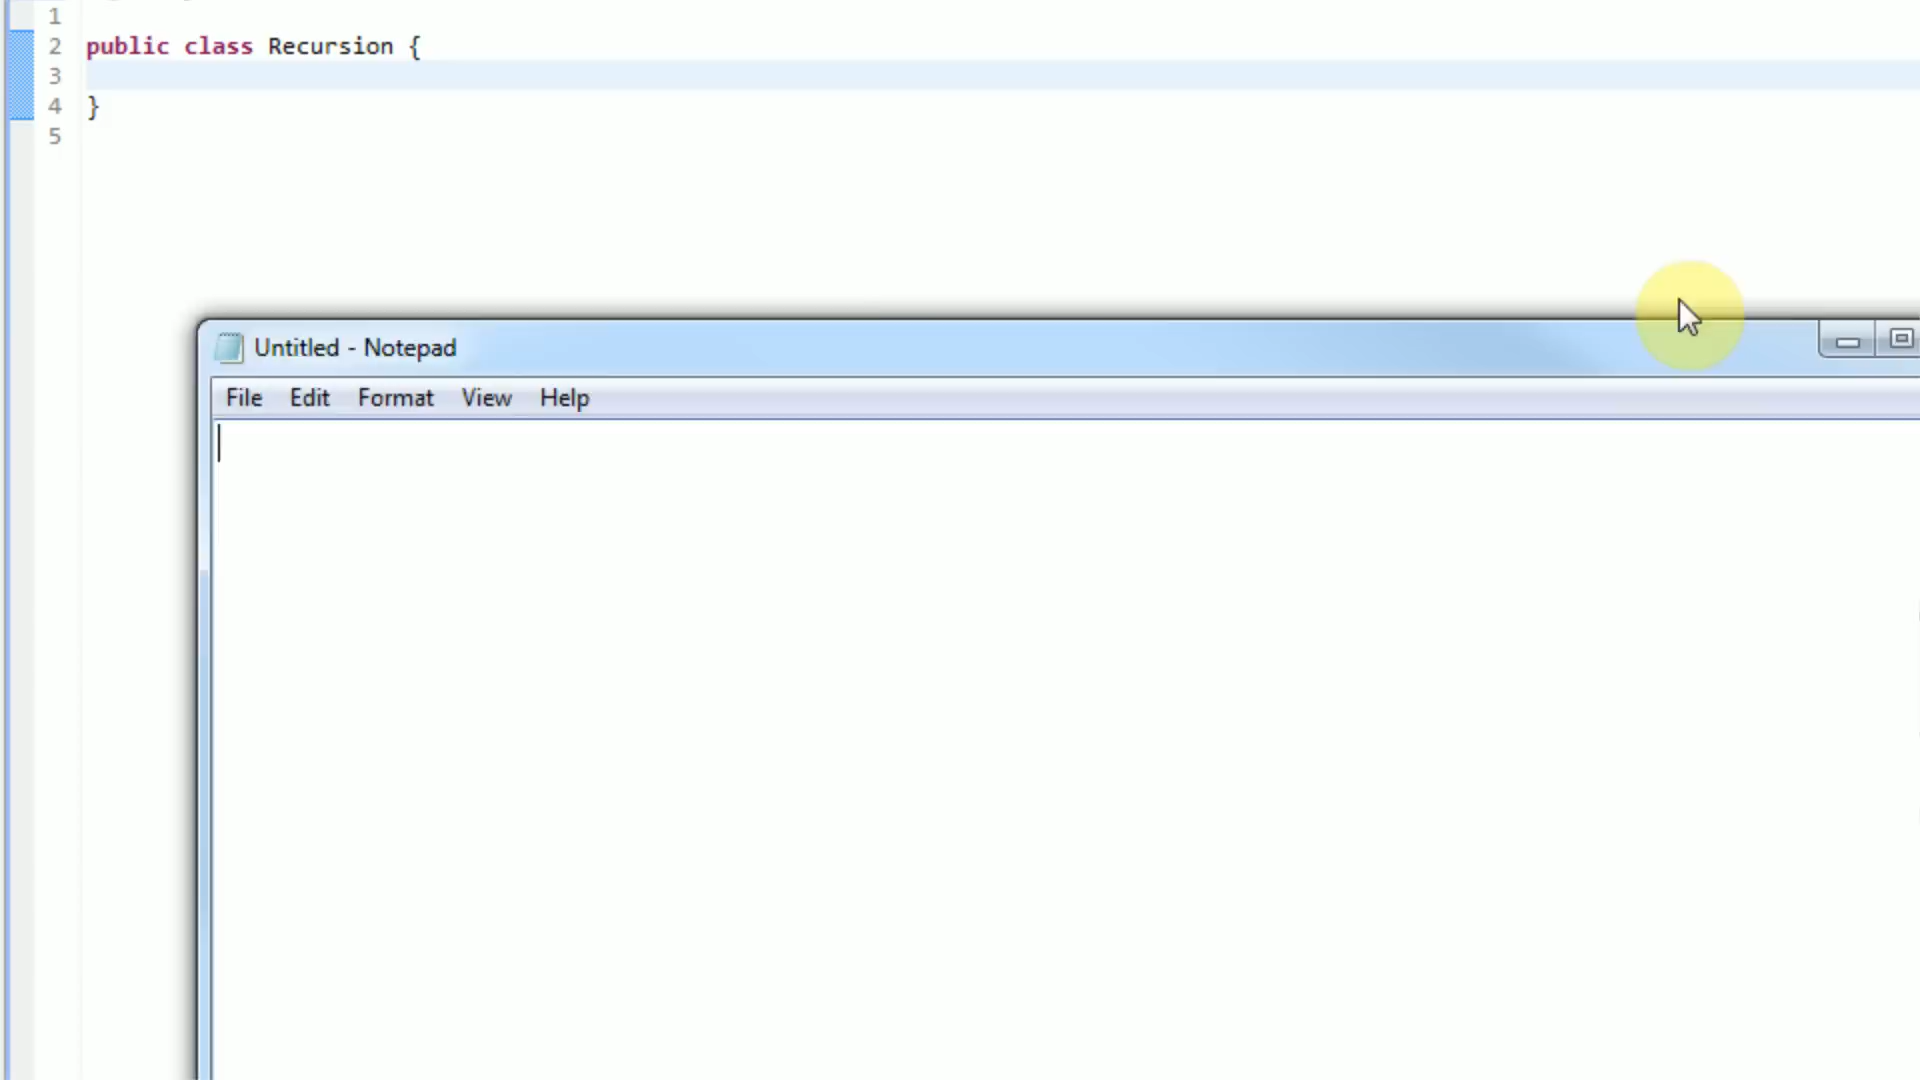 1
2 public class Recursion {
3
4 }
5
Untitled - Notepad
File Edit Format View Help